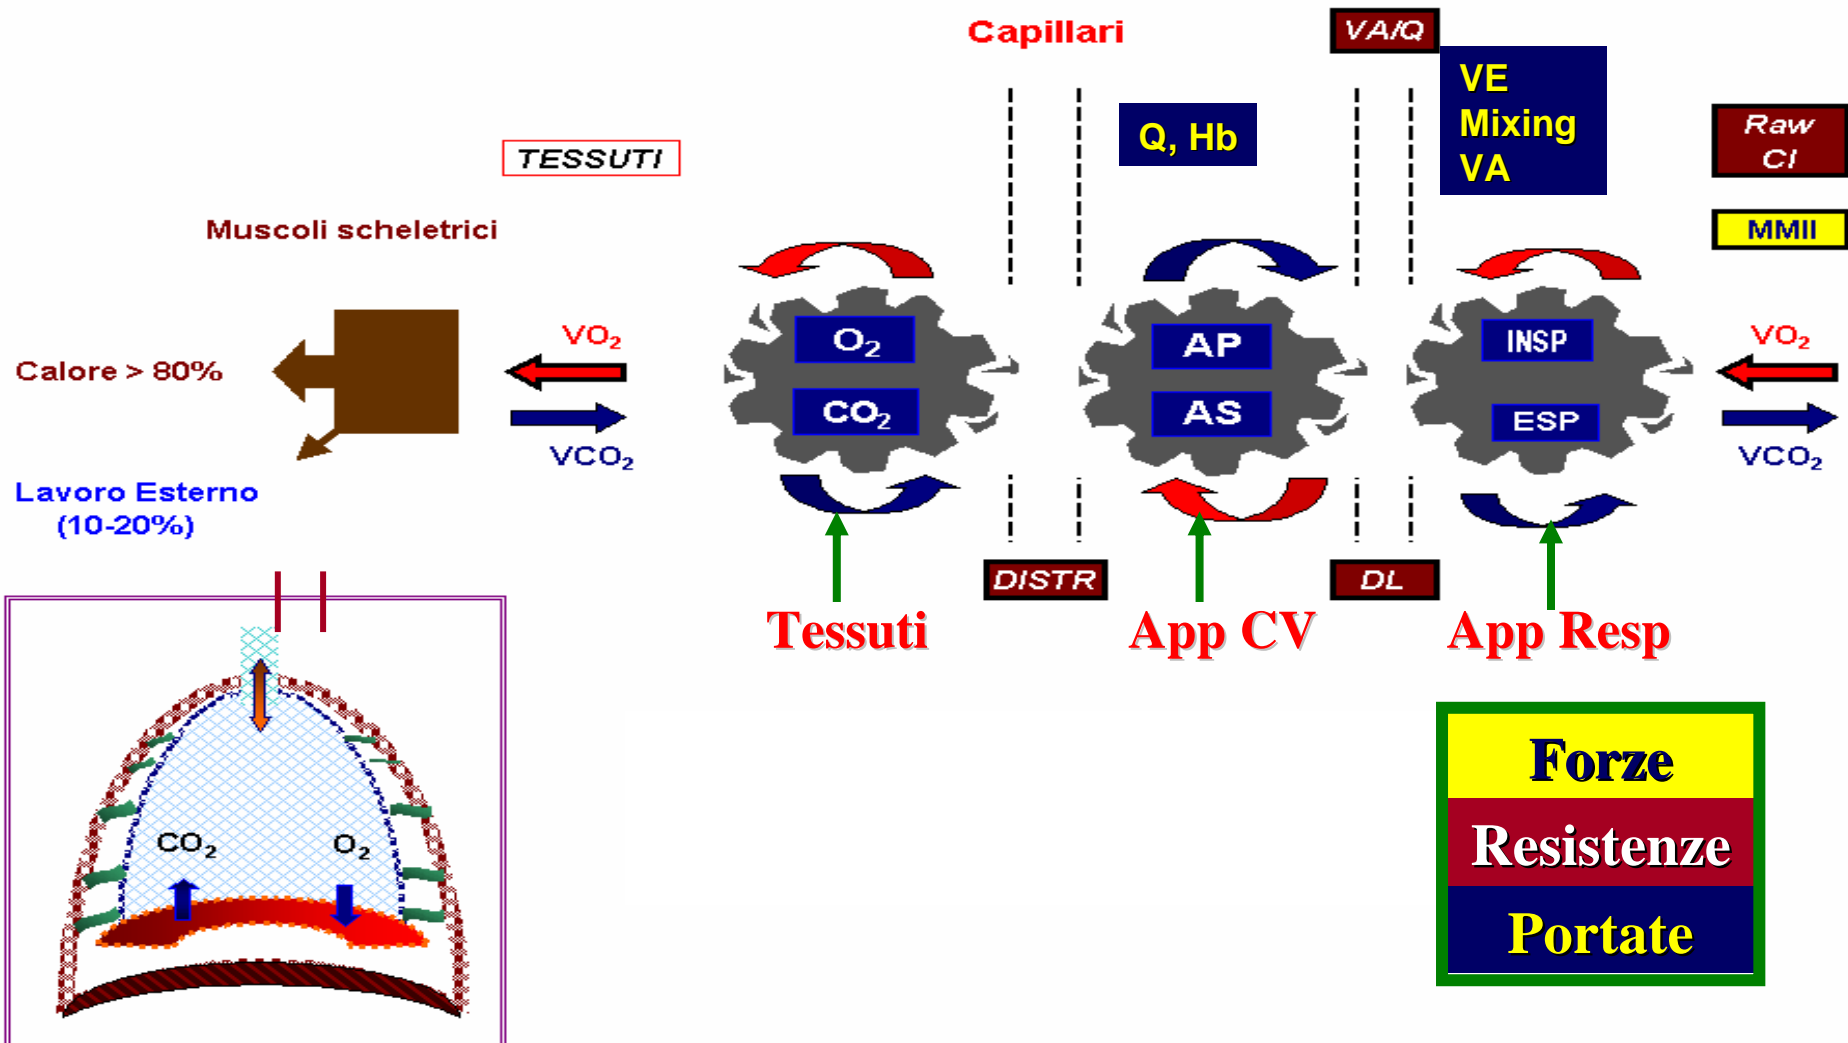 Capillari
VA/Q
VE
Mixing
VA
Q, Hb
Raw
Cl
TESSUTI
MMII
Muscoli scheletrici
VO₂
O₂
AP
INSP
VO₂
Calore > 80%
CO₂
AS
ESP
VCO₂
VCO₂
Lavoro Esterno
(10-20%)
DISTR
DL
Tessuti
App CV
App Resp
Forze
CO₂
O₂
Resistenze
Portate